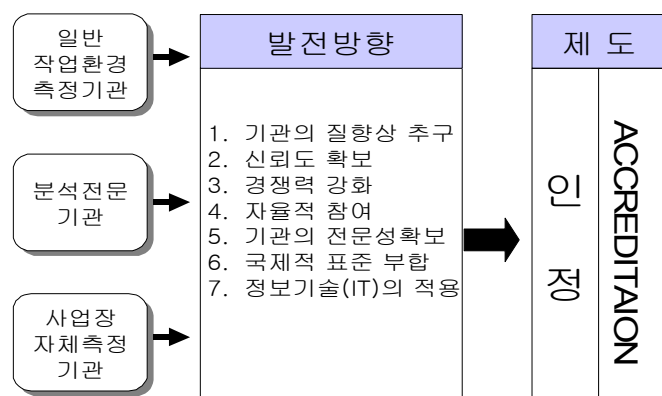 일반
작업환경
측정기관
분석전문
기관
사업장
자체측정
기관
발전방향
1. 기관의 질향상 추구
2. 신뢰도 확보
3. 경쟁력 강화
4. 자율적 참여
5. 기관의 전문성확보
6. 국제적 표준 부합
7. 정보기술(IT)의 적용
제 도
인
정
ACCREDITAION